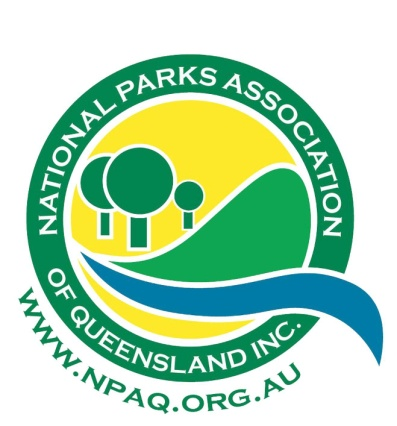 NATIONAL PARKS ASSOCIATION
OF QUEENSLAND INC.
WWW.NPAQ.ORG.AU